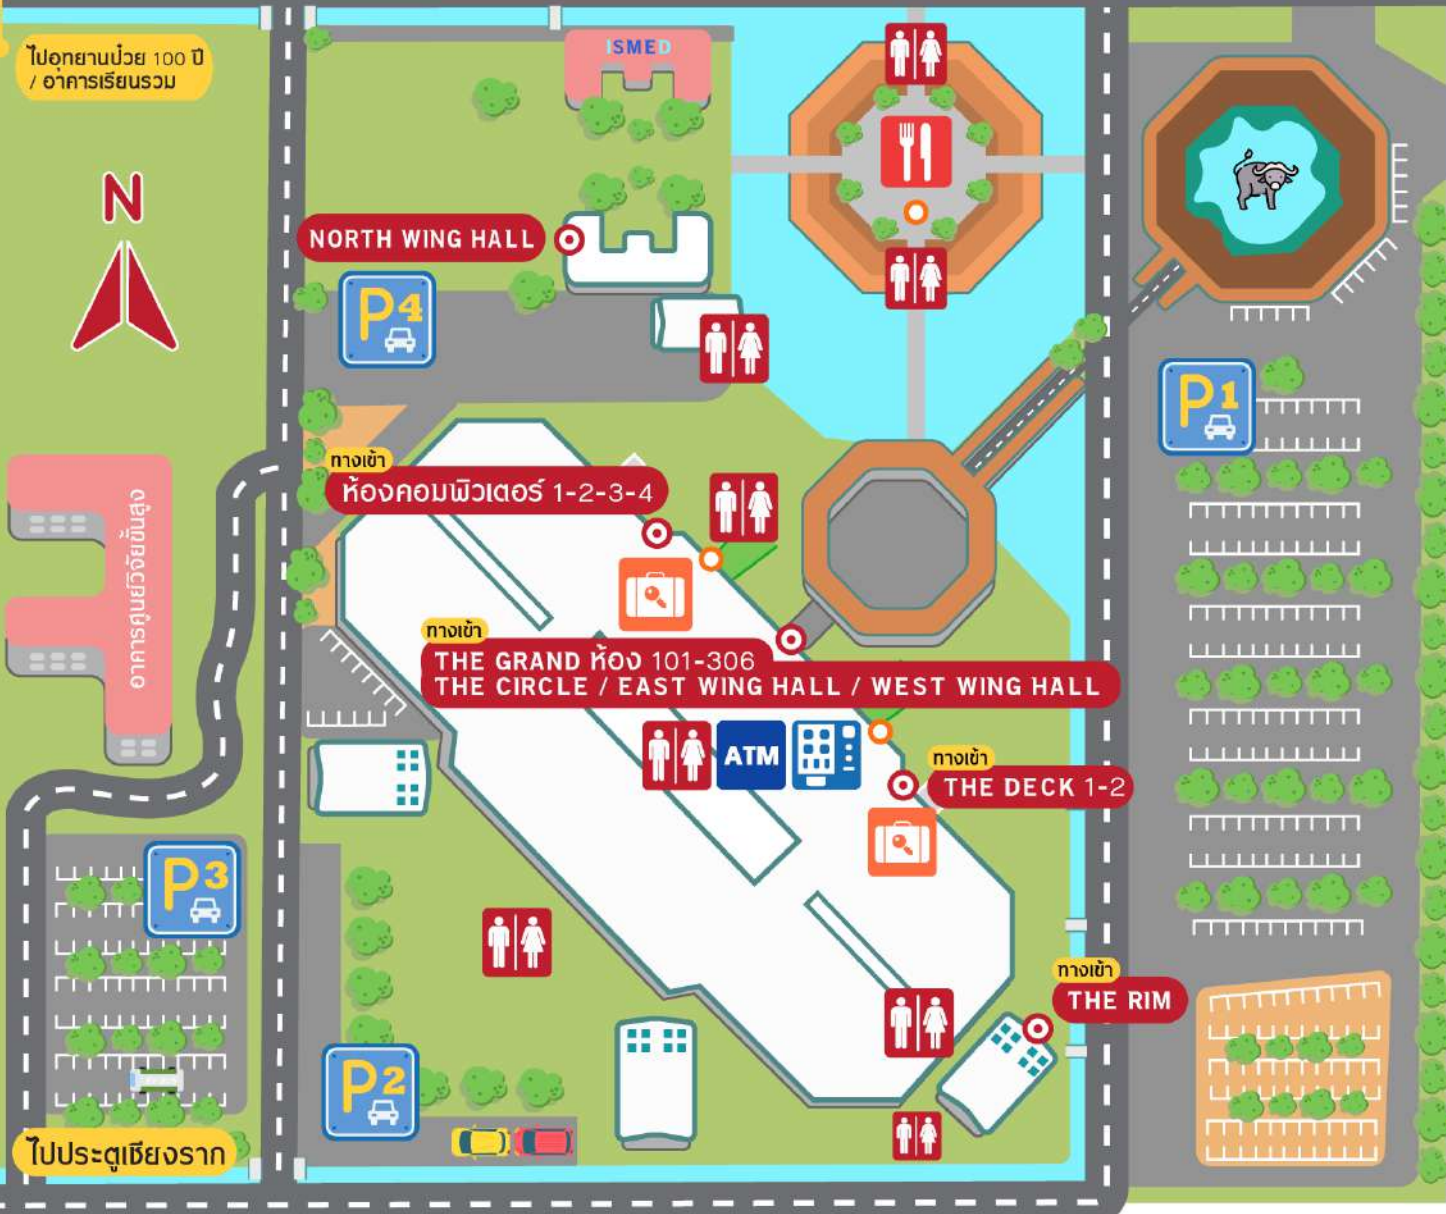 ไปอุทยานป๋วย 100 ปี
/ อาคารเรียนรวม
ISMED
N
NORTH WING HALL
P4
P1
ทางเข้า
ห้องคอมพิวเตอร์ 1-2-3-4
อาคารศูนย์วิจัยชั้นสูง
ทางเข้า
THE GRAND ห้อง 101-306
THE CIRCLE / EAST WING HALL / WEST WING HALL
ATM
ทางเข้า
THE DECK 1-2
P3
ทางเข้า
THE RIM
P2
ไปประตูเชียงราก